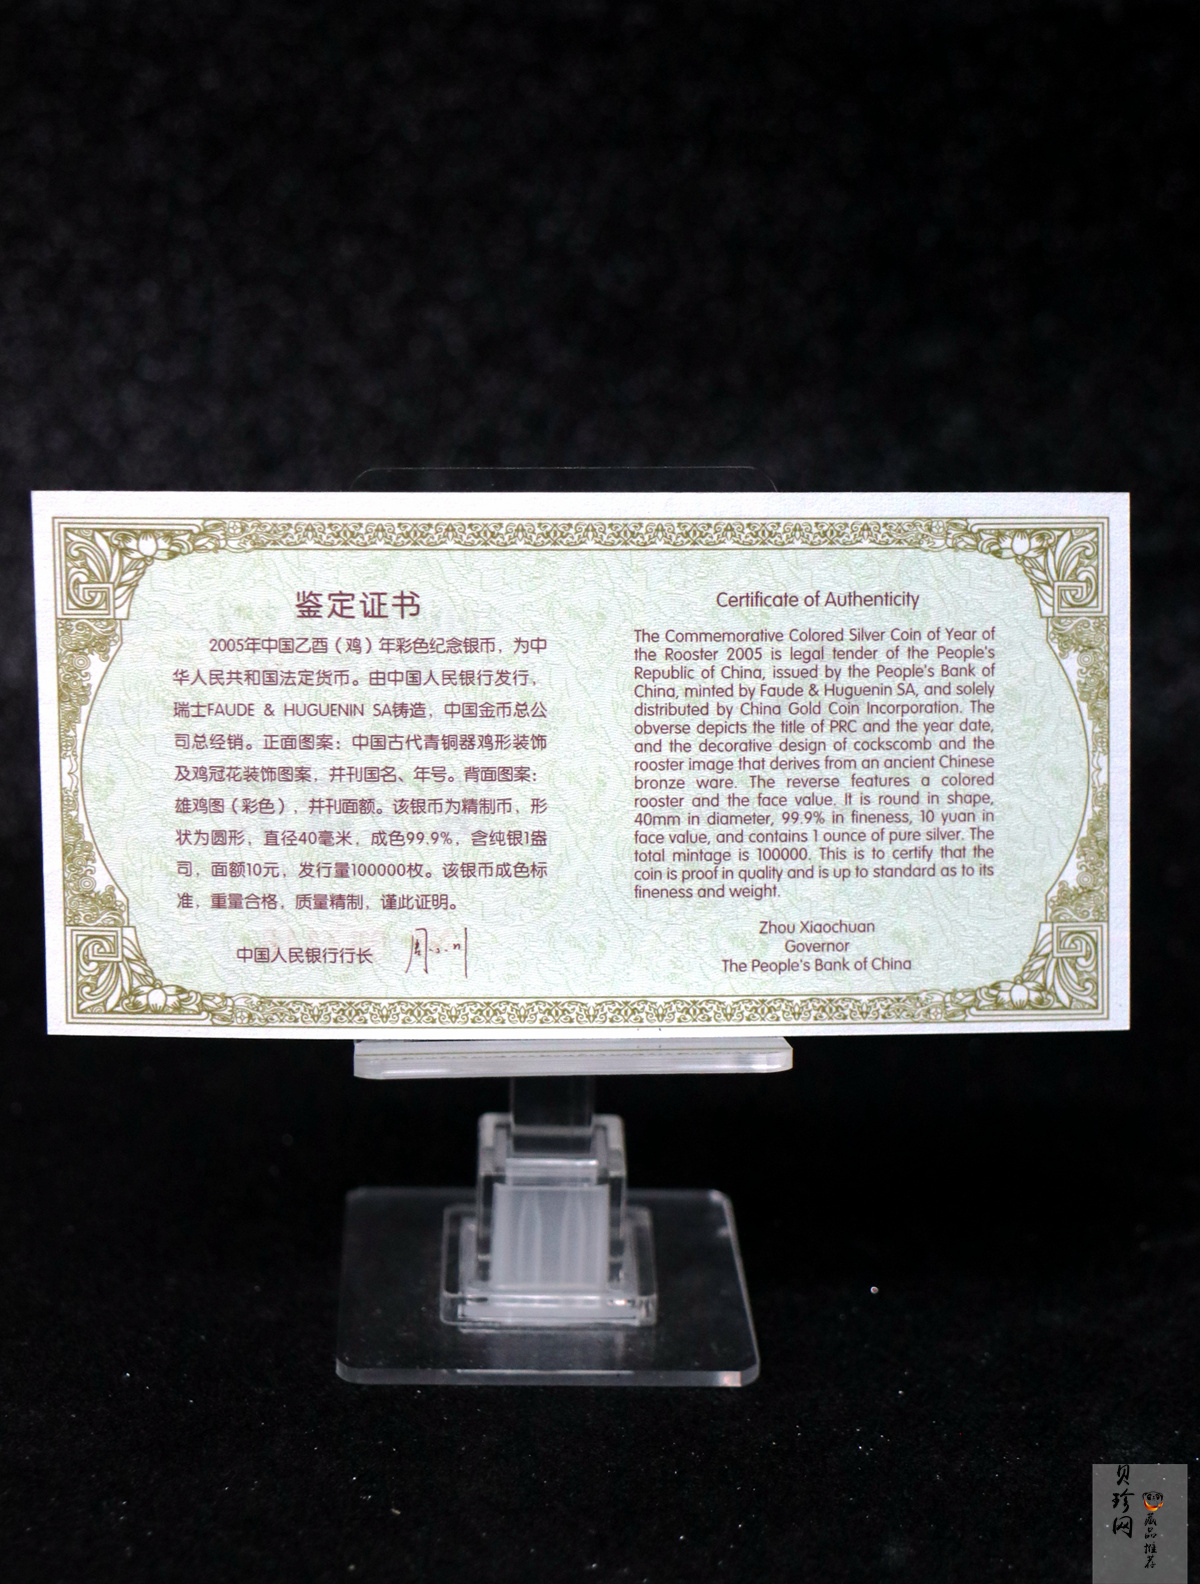 鉴定证书
2005年中国乙酉（鸡）年彩色纪念银币，为中
华人民共和国法定货币。由中国人民银行发行，
瑞士FAUDE & HUGUENIN SA铸造，中国金币总公
司总经销。正面图案：中国古代青铜器鸡形装饰
及鸡冠花装饰图案，并刊国名、年号。背面图案：
雄鸡图（彩色），并刊面额。该银币为精制币，形
状为圆形，直径40毫米，成色99.9%，含纯银1盎
司，面额10元，发行量100000枚。该银币成色标
准，重量合格，质量精制，谨此证明。
中国人民银行行长
Certificate of Authenticity
The Commemorative Colored Silver Coin of Year of
the Rooster 2005 is legal tender of the People's
Republic of China, issued by the People's Bank of
China, minted by Faude & Huguenin SA, and solely
distributed by China Gold Coin Incorporation. The
obverse depicts the title of PRC and the year date,
and the decorative design of cockscomb and the
rooster image that derives from an ancient Chinese
bronze ware. The reverse features a colored
rooster and the face value. It is round in shape,
40mm in diameter, 99.9% in fineness, 10 yuan in
face value, and contains 1 ounce of pure silver. The
total mintage is 100000. This is to certify that the
coin is proof in quality and is up to standard as to its
fineness and weight.
Zhou Xiaochuan
Governor
The People's Bank of China
贝珍网
藏品推荐